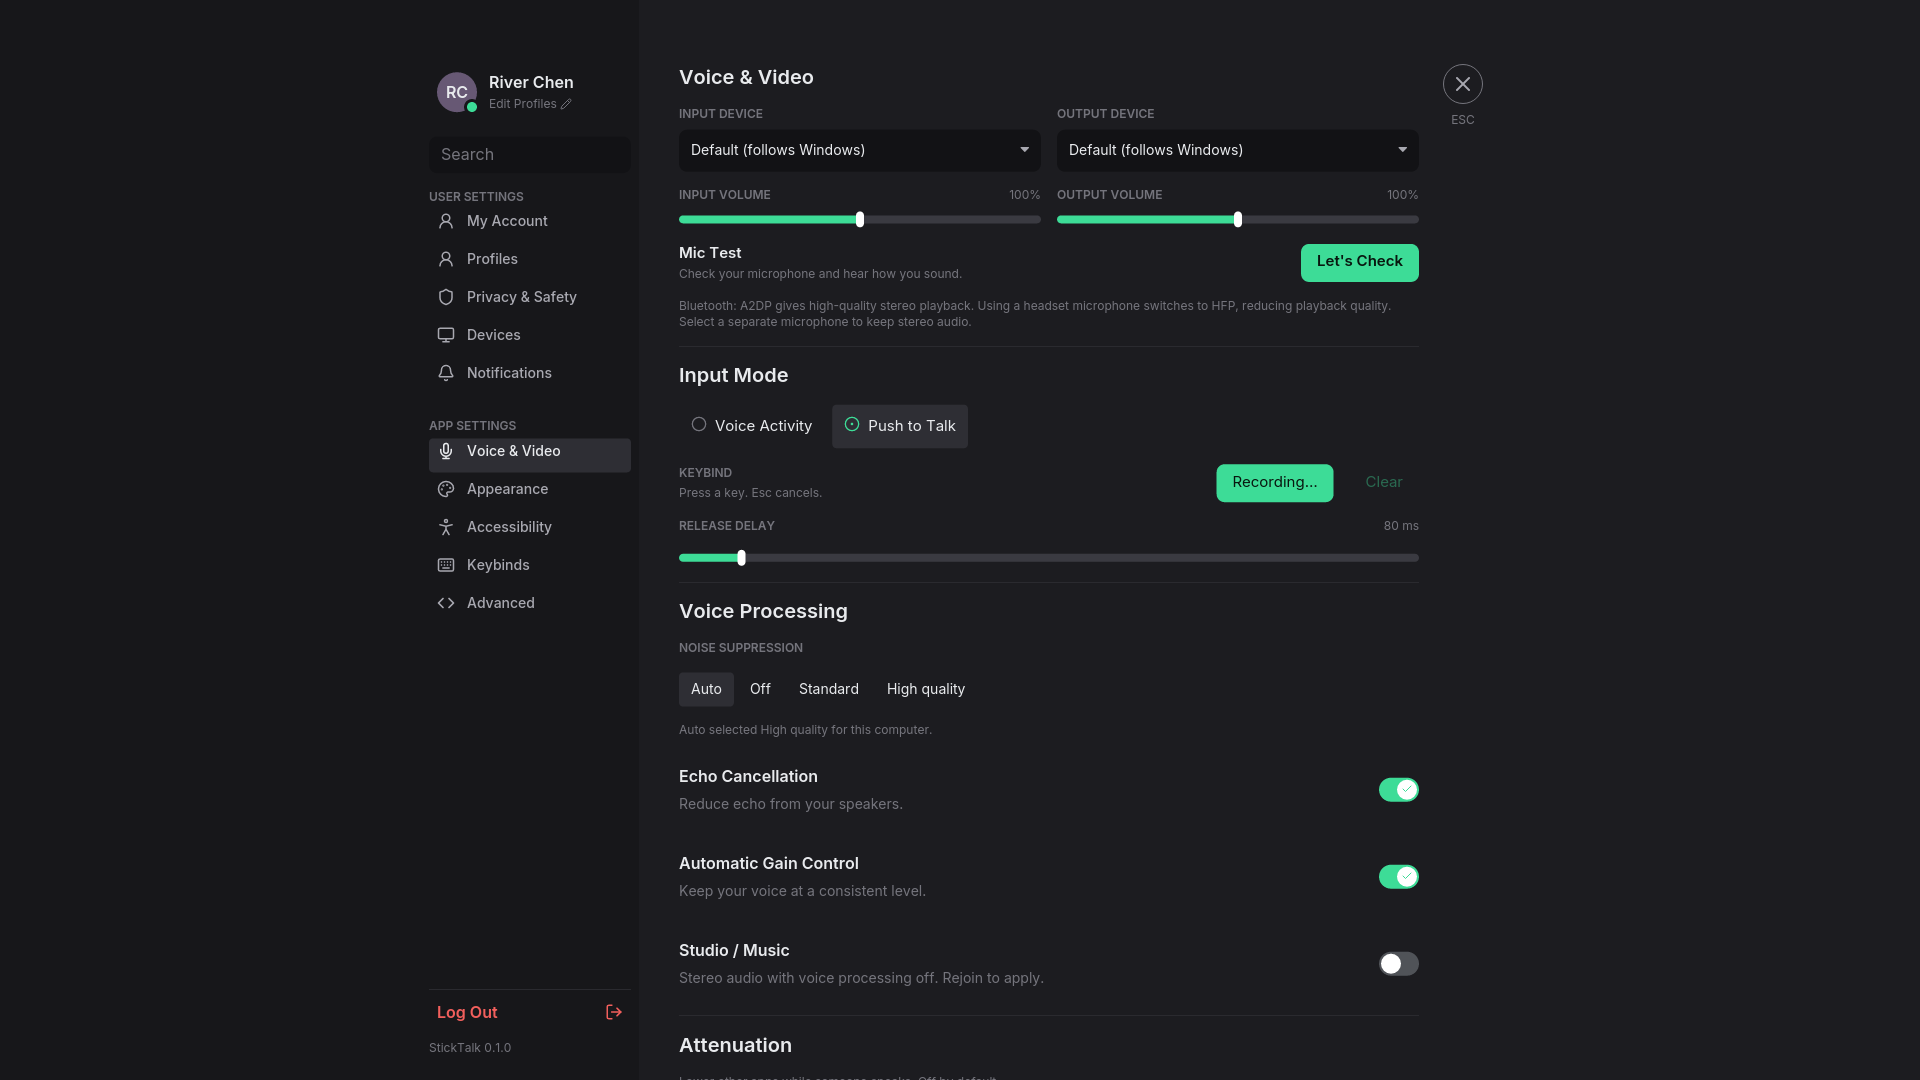 RC
River Chen
Edit Profiles
Search
USER SETTINGS
My Account
Profiles
Privacy & Safety
Devices
Notifications
APP SETTINGS
Voice & Video
Appearance
Accessibility
Keybinds
Advanced
Log Out
StickTalk 0.1.0
Voice & Video
INPUT DEVICE
Default (follows Windows)
OUTPUT DEVICE
Default (follows Windows)
INPUT VOLUME
100%
OUTPUT VOLUME
100%
Mic Test
Check your microphone and hear how you sound.
Let's Check
Bluetooth: A2DP gives high-quality stereo playback. Using a headset microphone switches to HFP, reducing playback quality.
Select a separate microphone to keep stereo audio.
Input Mode
Voice Activity
Push to Talk
KEYBIND
Press a key. Esc cancels.
Recording...
Clear
RELEASE DELAY
80 ms
Voice Processing
NOISE SUPPRESSION
Auto
Off
Standard
High quality
Auto selected High quality for this computer.
Echo Cancellation
Reduce echo from your speakers.
Automatic Gain Control
Keep your voice at a consistent level.
Studio / Music
Stereo audio with voice processing off. Rejoin to apply.
Attenuation
ESC